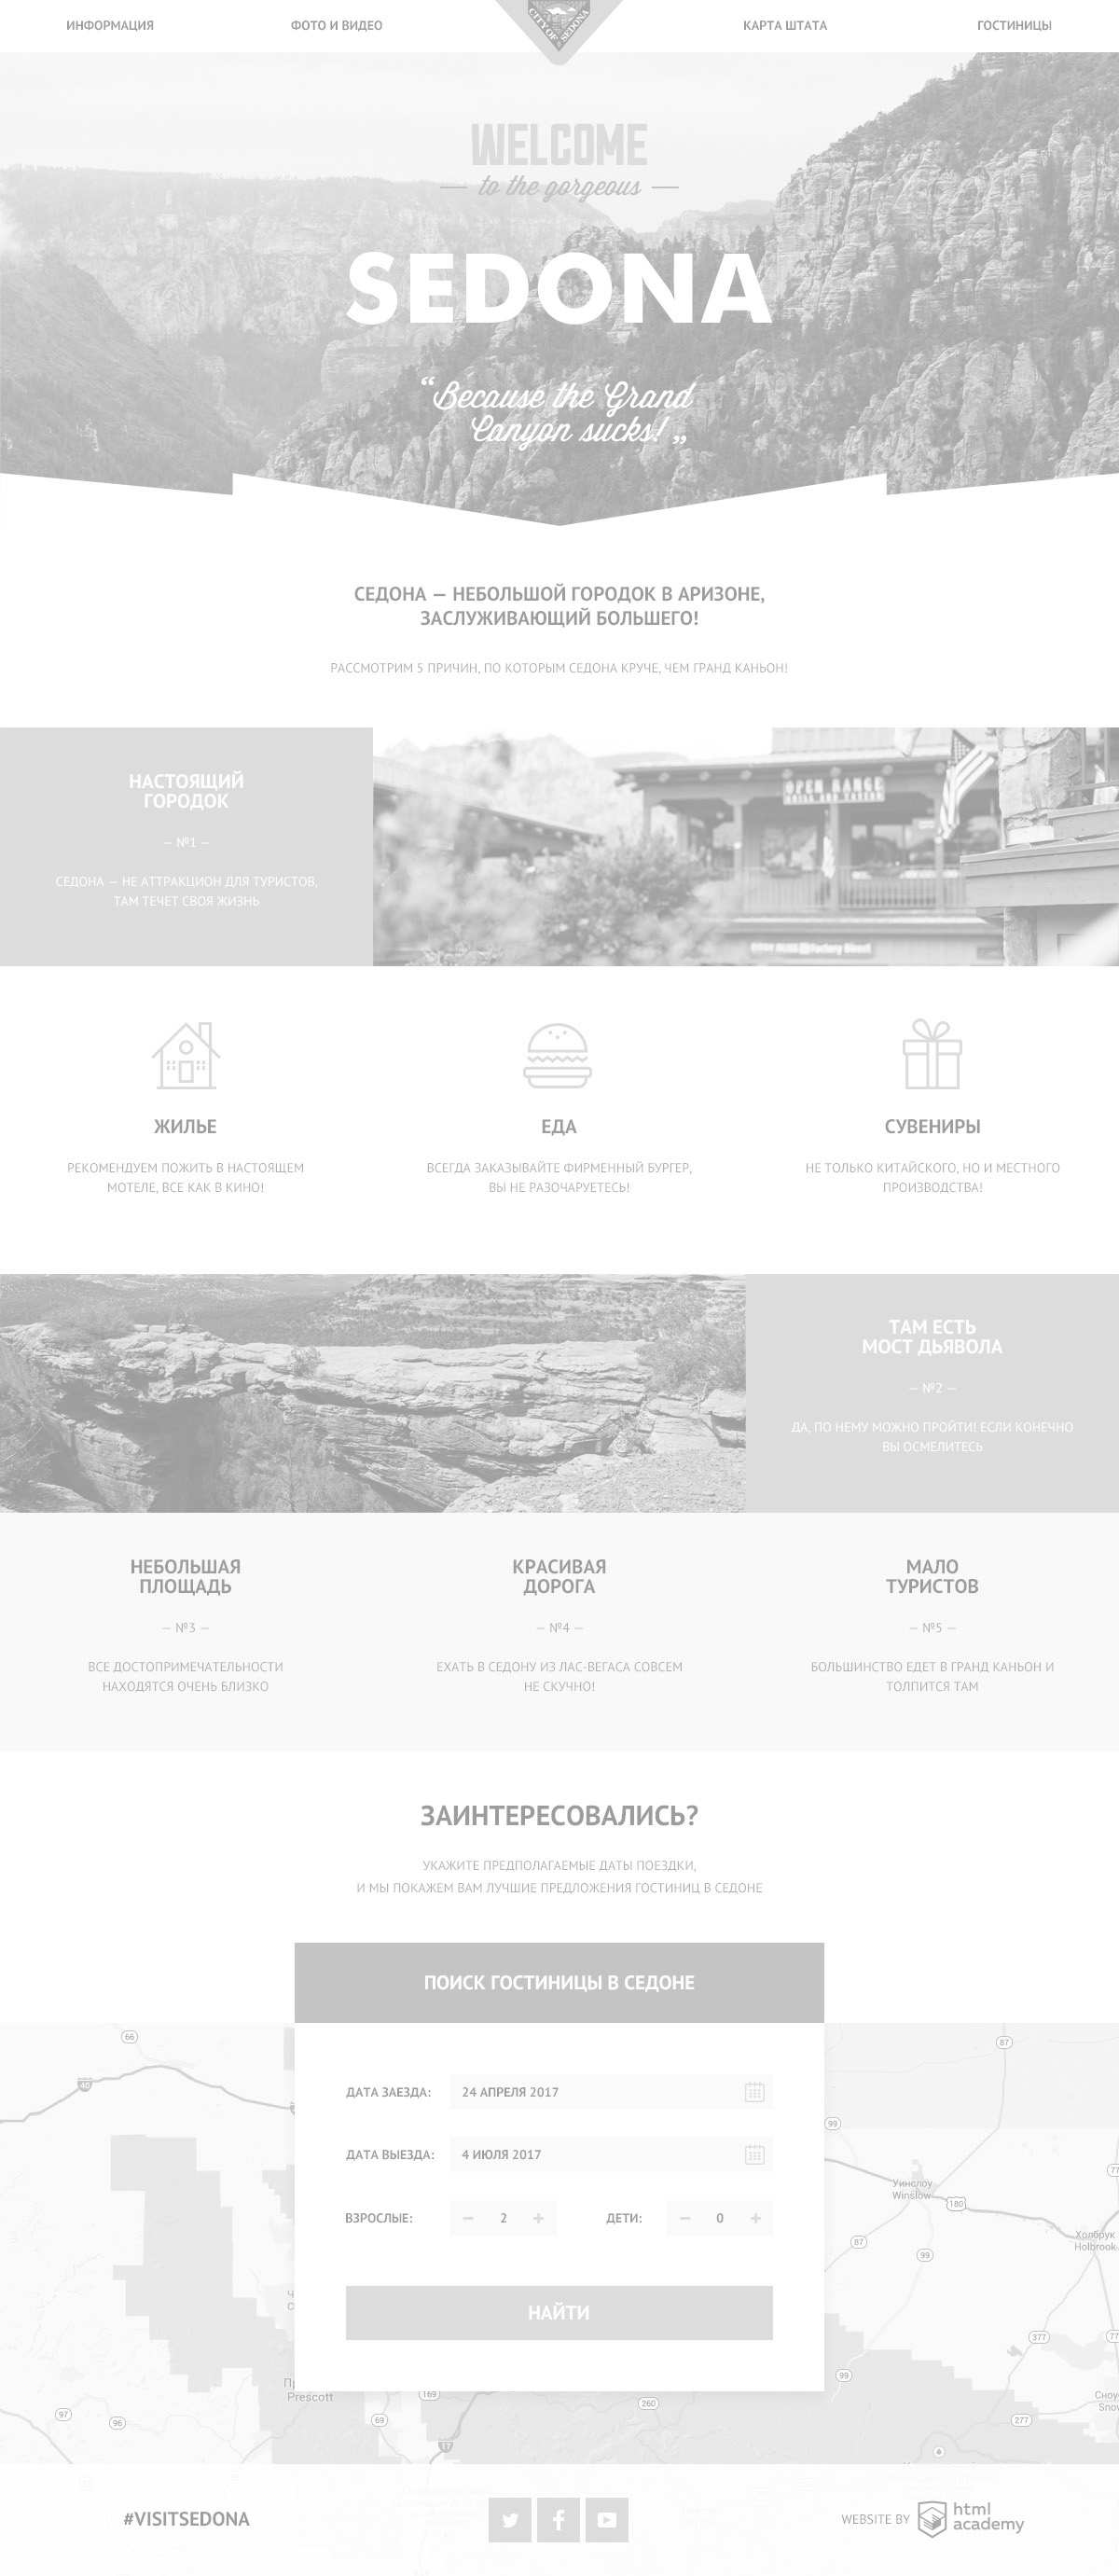 ИНФОРМАЦИЯ
ФОТО И ВИДЕО
CITY OF SEDONA
КАРТА ШТАТА
ГОСТИНИЦЫ
WELCOME
to the gorgeous
SEDONA
“Because the Grand
Canyon sucks!„
СЕДОНА — НЕБОЛЬШОЙ ГОРОДОК В АРИЗОНЕ,
ЗАСЛУЖИВАЮЩИЙ БОЛЬШЕГО!
РАССМОТРИМ 5 ПРИЧИН, ПО КОТОРЫМ СЕДОНА КРУЧЕ, ЧЕМ ГРАНД КАНЬОН!
НАСТОЯЩИЙ
ГОРОДОК
— №1 —
СЕДОНА — НЕ АТТРАКЦИОН ДЛЯ ТУРИСТОВ,
ТАМ ТЕЧЕТ СВОЯ ЖИЗНЬ
OPEN RANGE
ЖИЛЬЕ
РЕКОМЕНДУЕМ ПОЖИТЬ В НАСТОЯЩЕМ
МОТЕЛЕ, ВСЕ КАК В КИНО!
ЕДА
ВСЕГДА ЗАКАЗЫВАЙТЕ ФИРМЕННЫЙ БУРГЕР,
ВЫ НЕ РАЗОЧАРУЕТЕСЬ!
СУВЕНИРЫ
НЕ ТОЛЬКО КИТАЙСКОГО, НО И МЕСТНОГО
ПРОИЗВОДСТВА!
ТАМ ЕСТЬ
МОСТ ДЬЯВОЛА
— №2 —
ДА, ПО НЕМУ МОЖНО ПРОЙТИ! ЕСЛИ КОНЕЧНО
ВЫ ОСМЕЛИТЕСЬ
НЕБОЛЬШАЯ
ПЛОЩАДЬ
— №3 —
ВСЕ ДОСТОПРИМЕЧАТЕЛЬНОСТИ
НАХОДЯТСЯ ОЧЕНЬ БЛИЗКО
КРАСИВАЯ
ДОРОГА
— №4 —
ЕХАТЬ В СЕДОНУ ИЗ ЛАС-ВЕГАСА СОВСЕМ
НЕ СКУЧНО!
МАЛО
ТУРИСТОВ
— №5 —
БОЛЬШИНСТВО ЕДЕТ В ГРАНД КАНЬОН И
ТОЛПИТСЯ ТАМ
ЗАИНТЕРЕСОВАЛИСЬ?
УКАЖИТЕ ПРЕДПОЛАГАЕМЫЕ ДАТЫ ПОЕЗДКИ,
И МЫ ПОКАЖЕМ ВАМ ЛУЧШИЕ ПРЕДЛОЖЕНИЯ ГОСТИНИЦ В СЕДОНЕ
ПОИСК ГОСТИНИЦЫ В СЕДОНЕ
ДАТА ЗАЕЗДА:
24 АПРЕЛЯ 2017
ДАТА ВЫЕЗДА:
4 ИЮЛЯ 2017
ВЗРОСЛЫЕ:
− 2 +
ДЕТИ:
− 0 +
НАЙТИ
66
40
87
99
77
Уинслоу
Winslow
180
87
99
Холбрук
Holbrook
377
77
99
Prescott
169
260
97
96
69
277
17
#VISITSEDONA
WEBSITE BY
html
academy